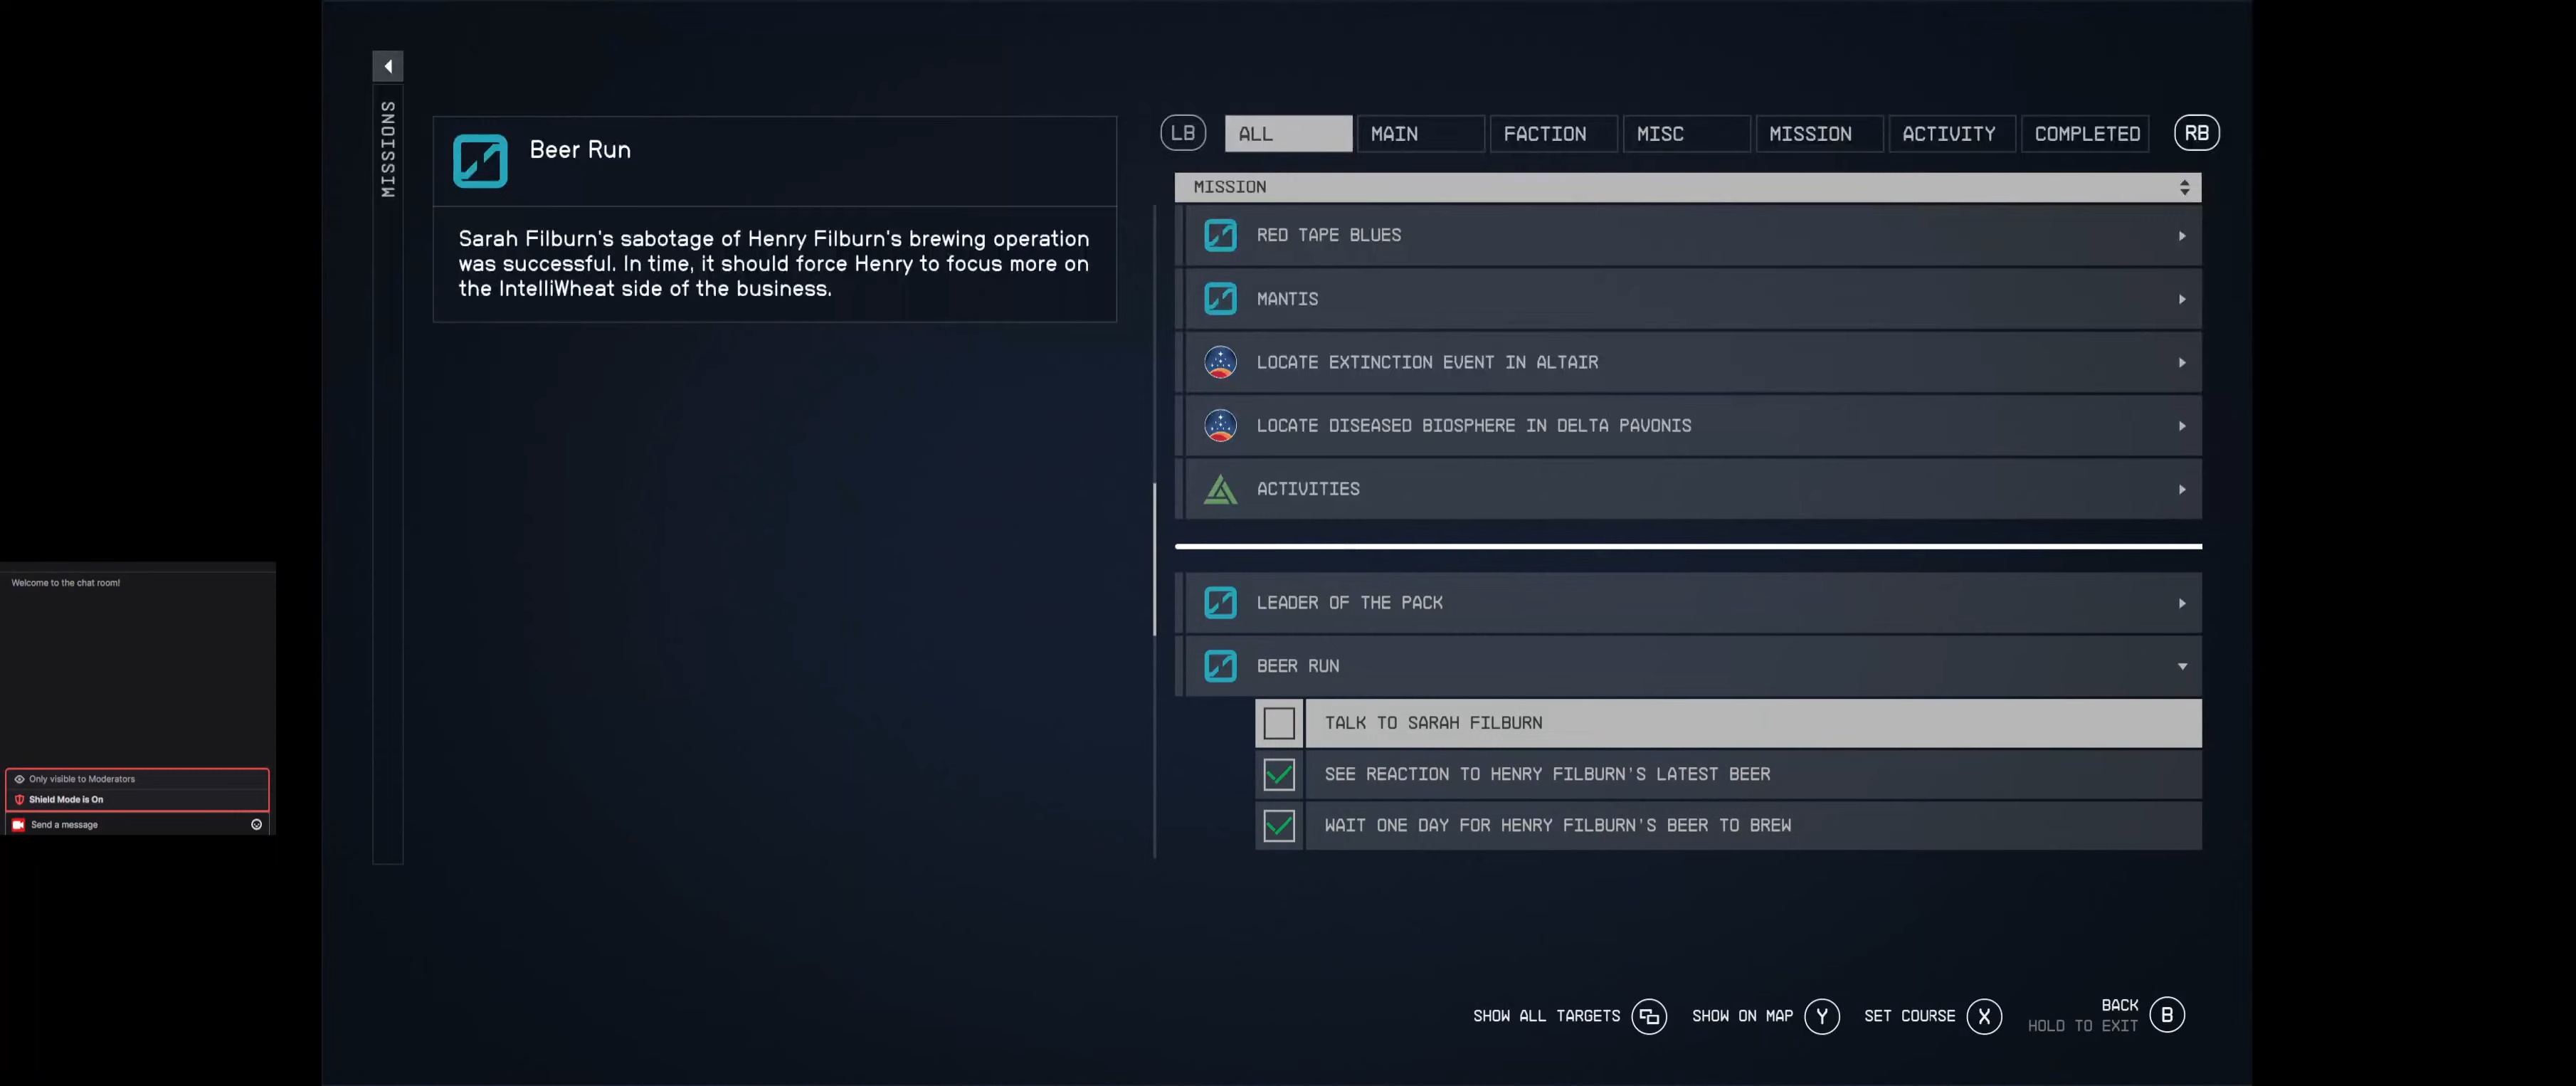 MISSIONS
Beer Run
Sarah Filburn's sabotage of Henry Filburn's brewing operation
was successful. In time, it should force Henry to focus more on
the IntelliWheat side of the business.
LB
ALL
MAIN
FACTION
MISC
MISSION
ACTIVITY
COMPLETED
RB
MISSION
RED TAPE BLUES
MANTIS
LOCATE EXTINCTION EVENT IN ALTAIR
LOCATE DISEASED BIOSPHERE IN DELTA PAVONIS
ACTIVITIES
LEADER OF THE PACK
BEER RUN
TALK TO SARAH FILBURN
SEE REACTION TO HENRY FILBURN'S LATEST BEER
WAIT ONE DAY FOR HENRY FILBURN'S BEER TO BREW
Welcome to the chat room!
Only visible to Moderators
Shield Mode is On
Send a message
SHOW ALL TARGETS
SHOW ON MAP Y
SET COURSE X
BACK B
HOLD TO EXIT